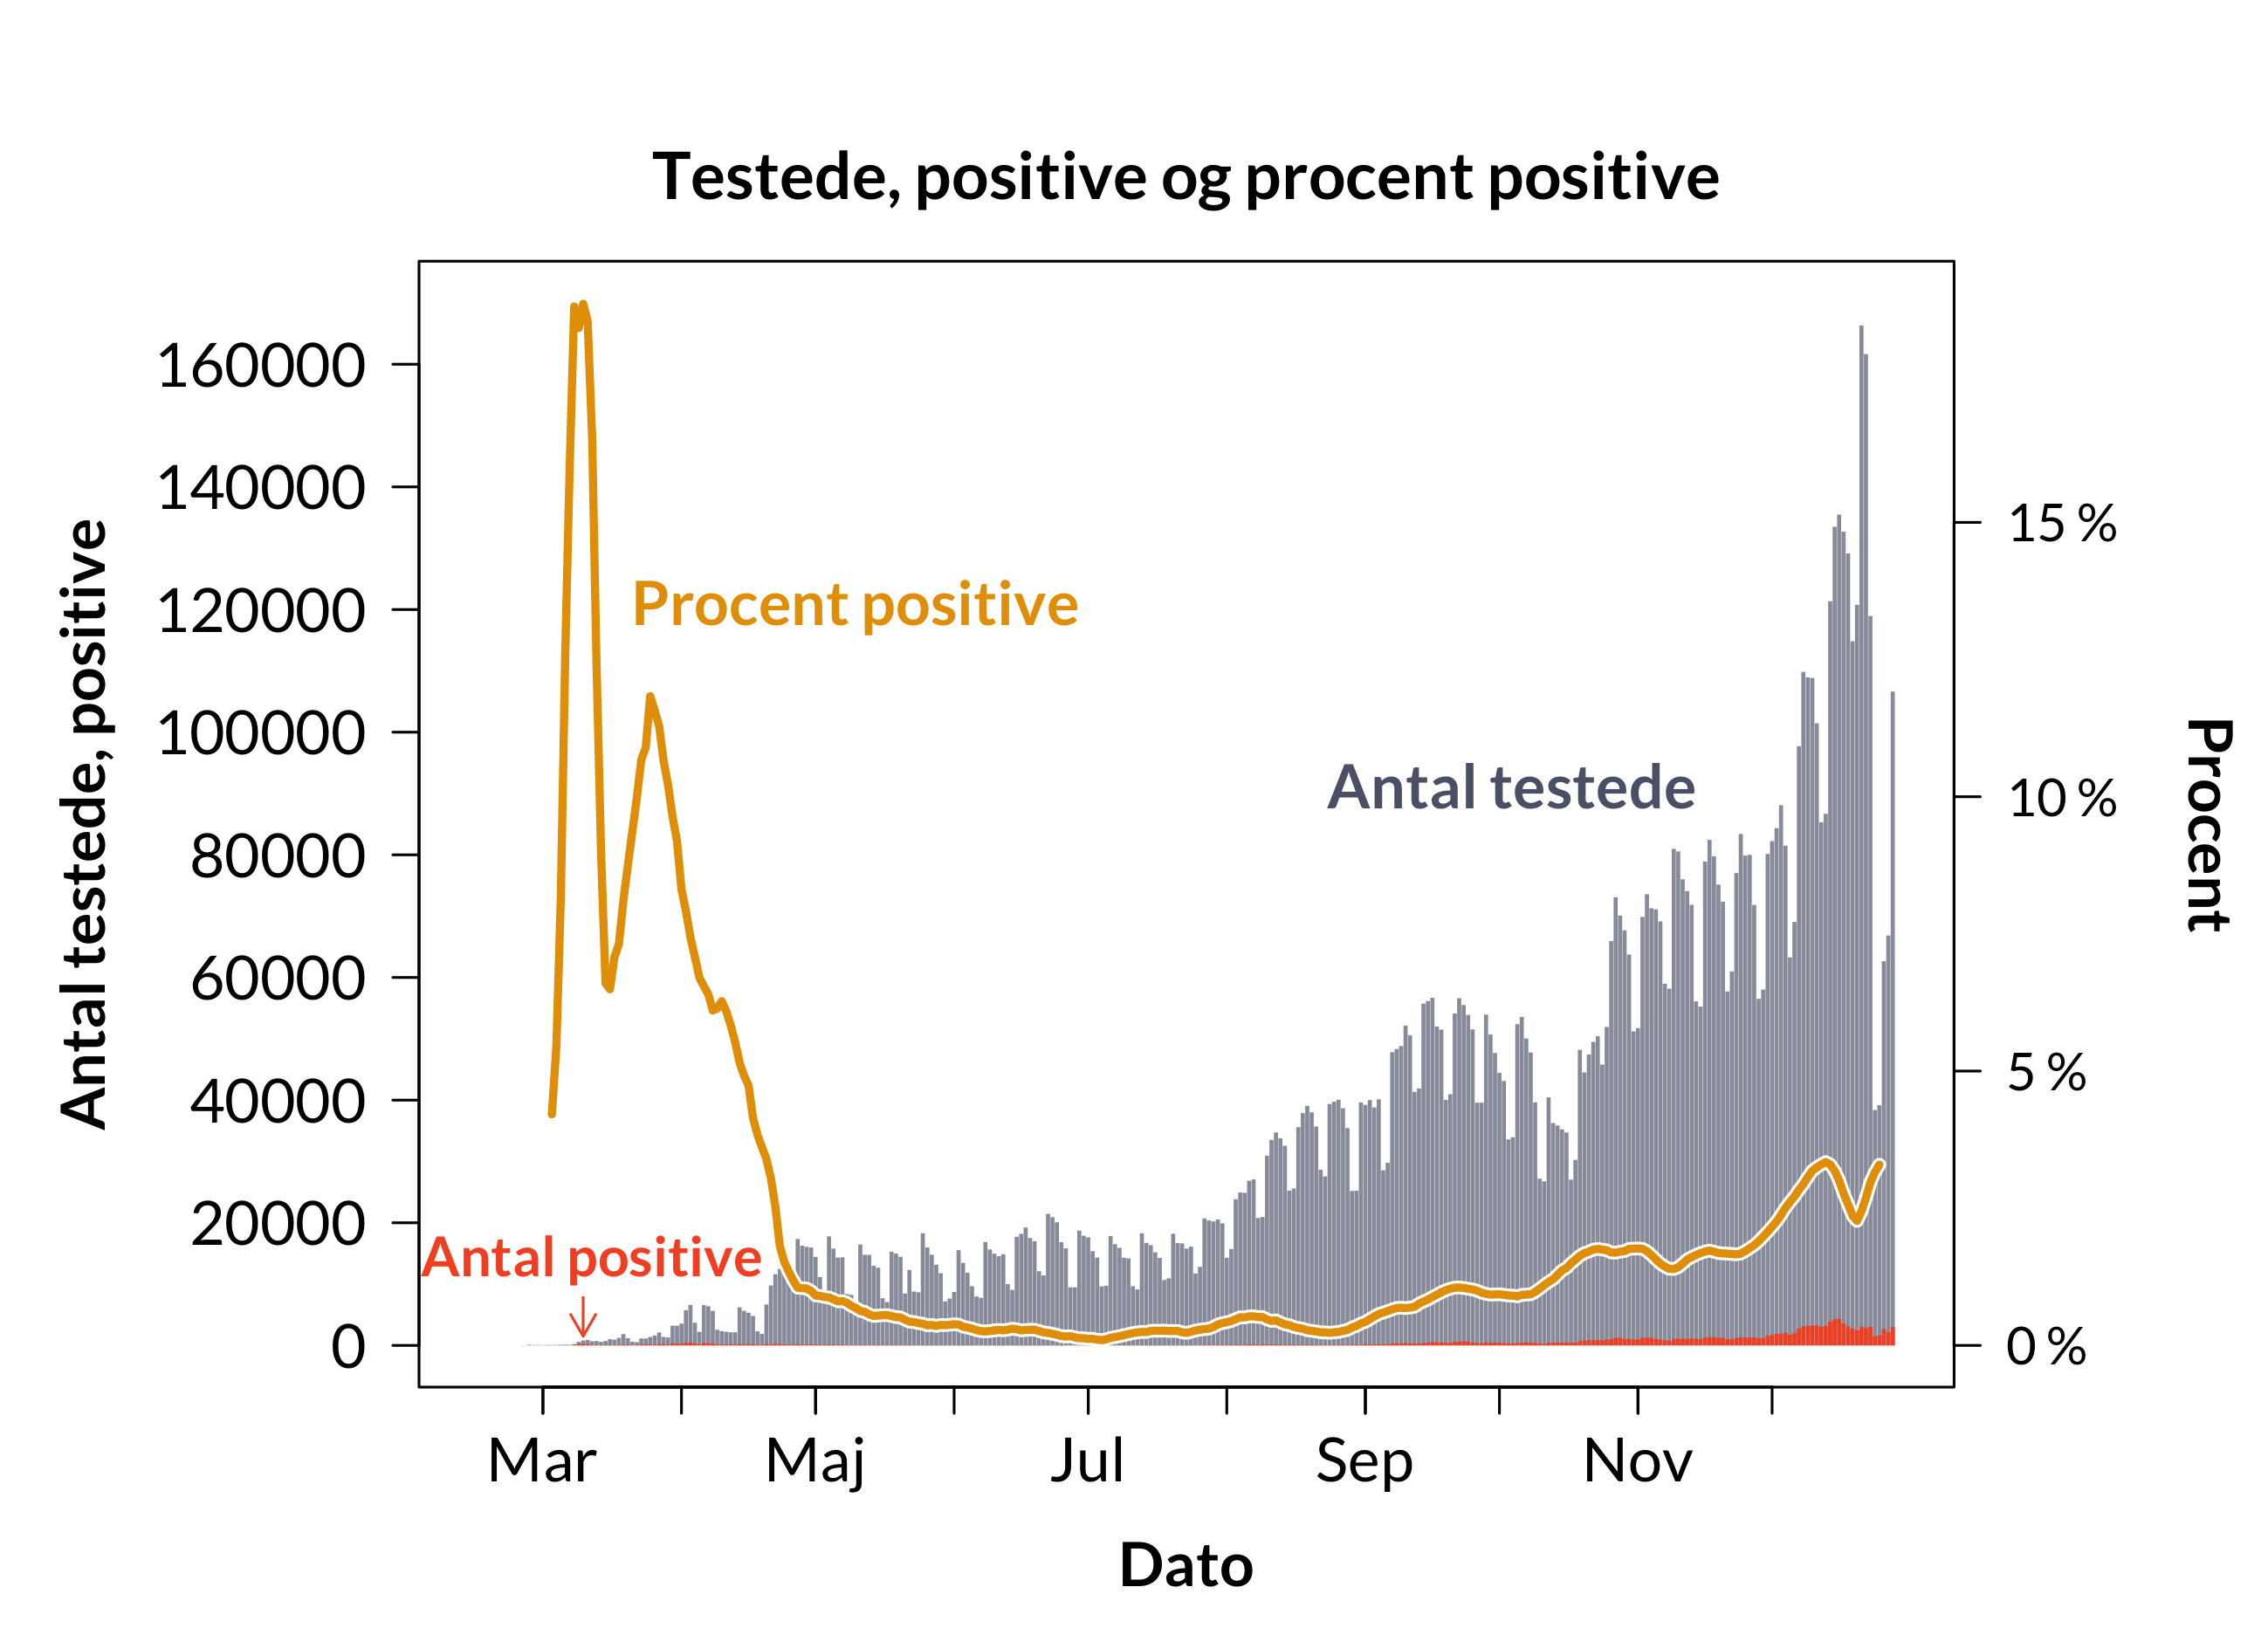 Testede, positive og procent positive
Antal testede, positive
160000
140000
120000
100000
80000
60000
40000
20000
0
Procent positive
Antal testede
Antal positive
15 %
10 %
5 %
0 %
Procent
Mar
Maj
Jul
Sep
Nov
Dato